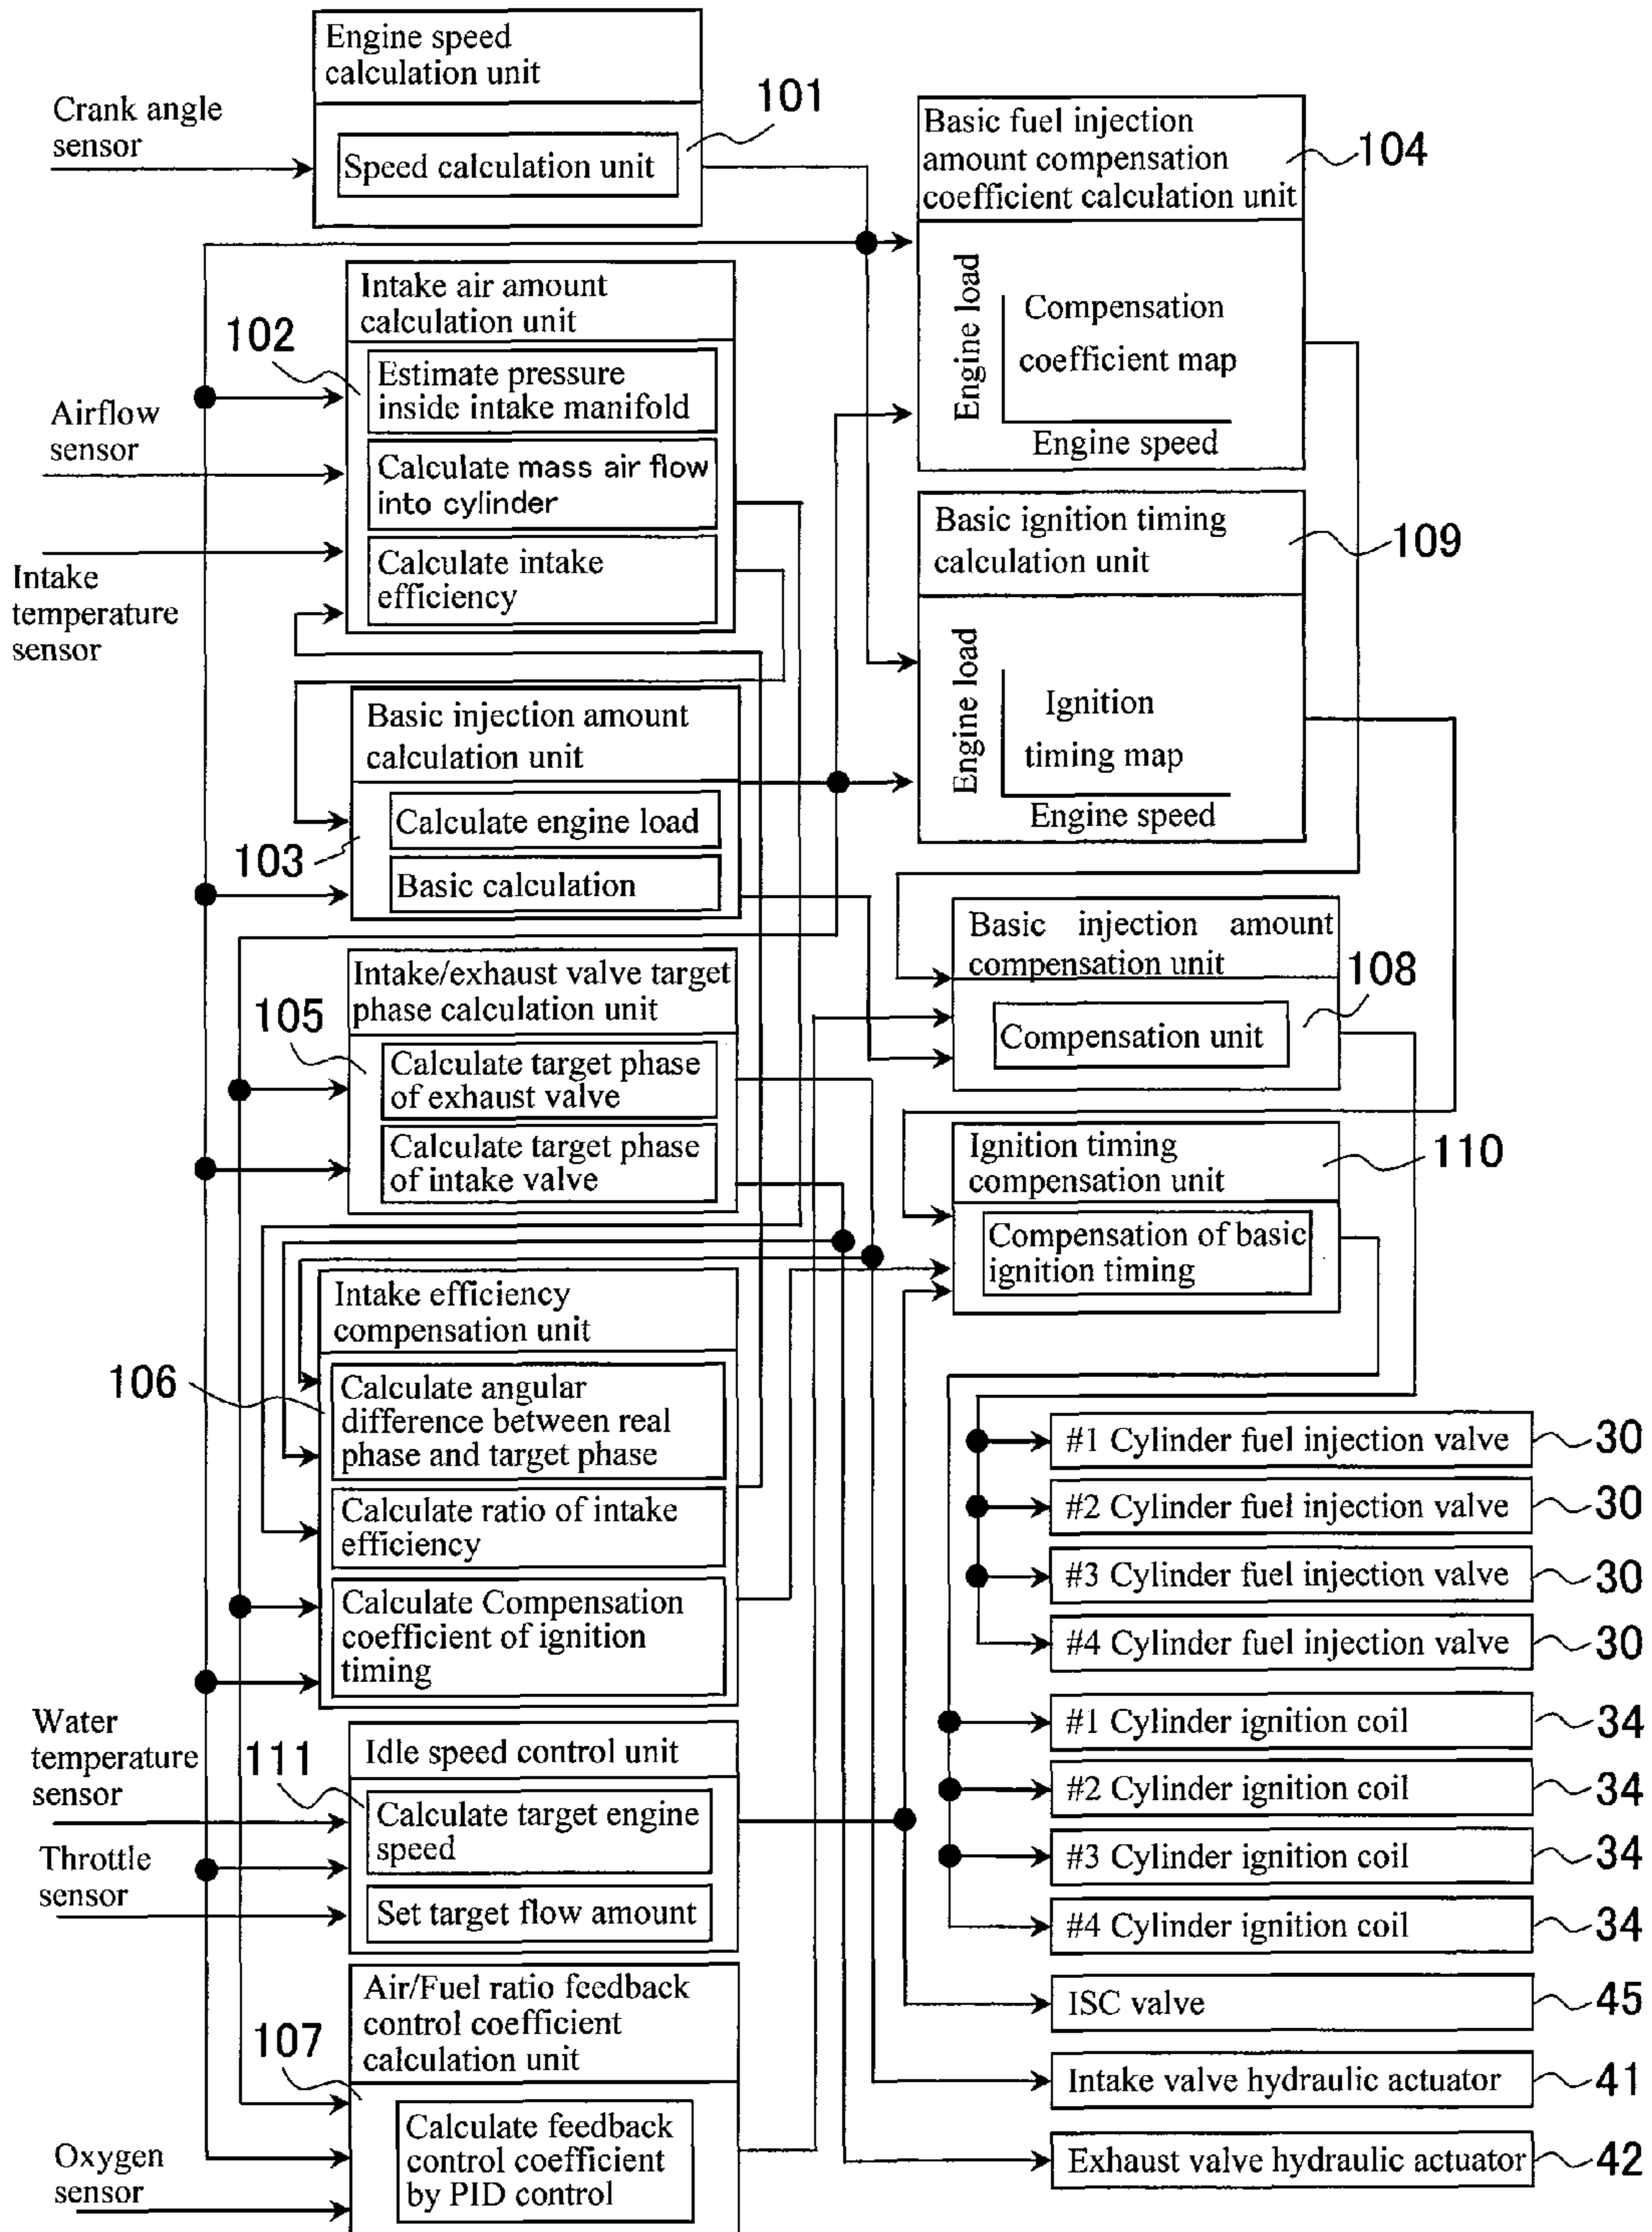 Engine speed
calculation unit
Speed calculation unit
101
Crank angle
sensor
Basic fuel injection
amount compensation
coefficient calculation unit
104
Engine load
Compensation
coefficient map
Engine speed
Intake air amount
calculation unit
102
Estimate pressure
inside intake manifold
Calculate mass air flow
into cylinder
Calculate intake
efficiency
Airflow
sensor
Intake
temperature
sensor
Basic ignition timing
calculation unit
109
Engine load
Ignition
timing map
Engine speed
Basic injection amount
calculation unit
Calculate engine load
103
Basic calculation
Basic injection amount
compensation unit
108
Compensation unit
Intake/exhaust valve target
phase calculation unit
105
Calculate target phase
of exhaust valve
Calculate target phase
of intake valve
Ignition timing
compensation unit
110
Compensation of basic
ignition timing
Intake efficiency
compensation unit
106
Calculate angular
difference between real
phase and target phase
Calculate ratio of intake
efficiency
Calculate Compensation
coefficient of ignition
timing
#1 Cylinder fuel injection valve 30
#2 Cylinder fuel injection valve 30
#3 Cylinder fuel injection valve 30
#4 Cylinder fuel injection valve 30
#1 Cylinder ignition coil 34
#2 Cylinder ignition coil 34
#3 Cylinder ignition coil 34
#4 Cylinder ignition coil 34
Water
temperature
sensor
111
Idle speed control unit
Calculate target engine
speed
Set target flow amount
Throttle
sensor
ISC valve 45
Intake valve hydraulic actuator 41
Exhaust valve hydraulic actuator 42
Air/Fuel ratio feedback
control coefficient
calculation unit
107
Calculate feedback
control coefficient
by PID control
Oxygen
sensor